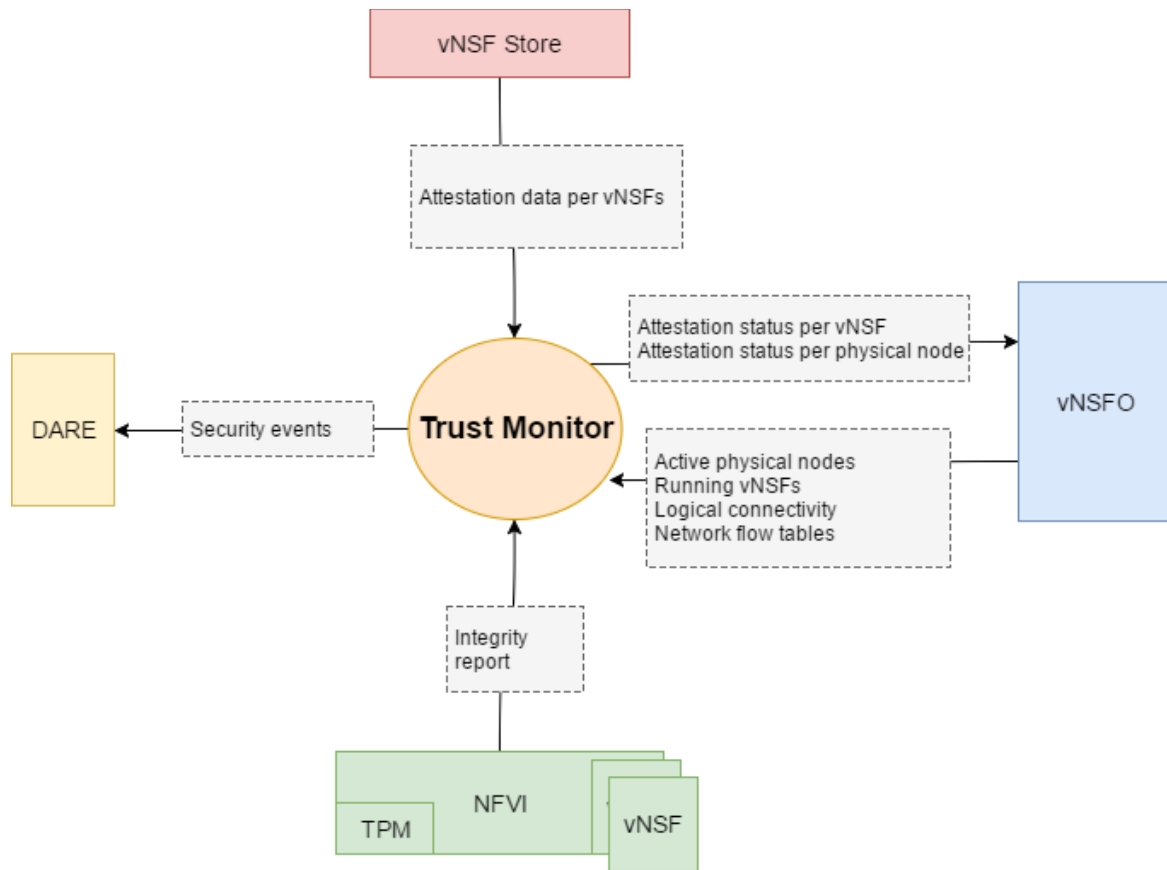 vNSF Store
Attestation data per vNSFs
Attestation status per vNSF
Attestation status per physical node
vNSFO
DARE
Security events
Trust Monitor
Active physical nodes
Running vNSFs
Logical connectivity
Network flow tables
Integrity
report
NFVI
TPM
vNSF